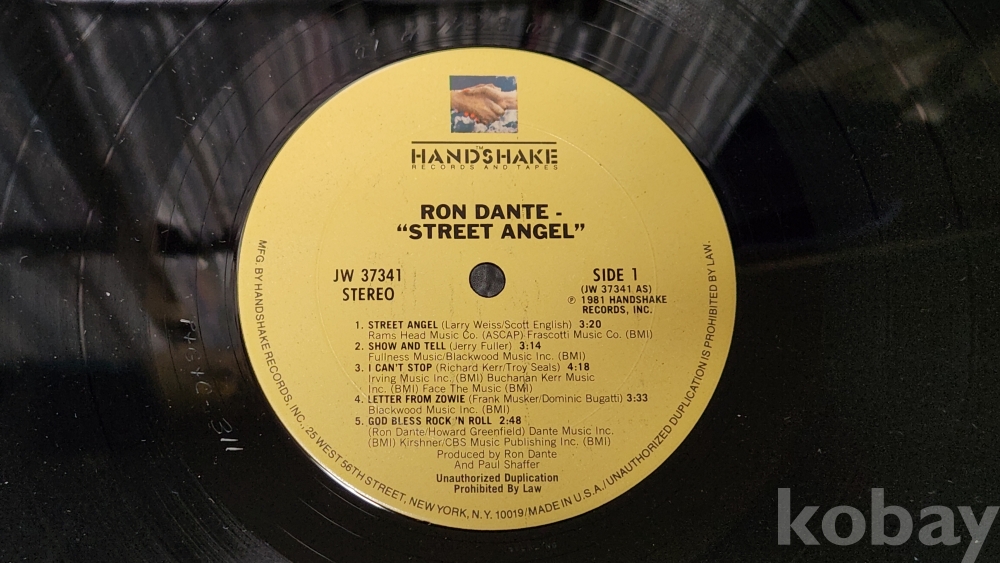 ™
HANDSHAKE
RECORDS AND TAPES
RON DANTE -
“STREET ANGEL”
JW 37341
STEREO
SIDE 1
(JW 37341 AS)
℗ 1981 HANDSHAKE
RECORDS, INC.
1. STREET ANGEL (Larry Weiss/Scott English) 3:20
Rams Head Music Co. (ASCAP) Frascotti Music Co. (BMI)
2. SHOW AND TELL (Jerry Fuller) 3:14
Fullness Music/Blackwood Music Inc. (BMI)
3. I CAN'T STOP (Richard Kerr/Troy Seals) 4:18
Irving Music Inc. (BMI) Buchanan Kerr Music
Inc. (BMI) Face The Music (BMI)
4. LETTER FROM ZOWIE (Frank Musker/Dominic Bugatti) 3:33
Blackwood Music Inc. (BMI)
5. GOD BLESS ROCK 'N ROLL 2:48
(Ron Dante/Howard Greenfield) Dante Music Inc.
(BMI) Kirshner/CBS Music Publishing Inc. (BMI)
Produced by Ron Dante
And Paul Shaffer
Unauthorized Duplication
Prohibited By Law
MFG. BY HANDSHAKE RECORDS, INC., 25 WEST 56TH STREET, NEW YORK, N.Y. 10019/MADE IN U.S.A./UNAUTHORIZED DUPLICATION IS PROHIBITED BY LAW.
kobay